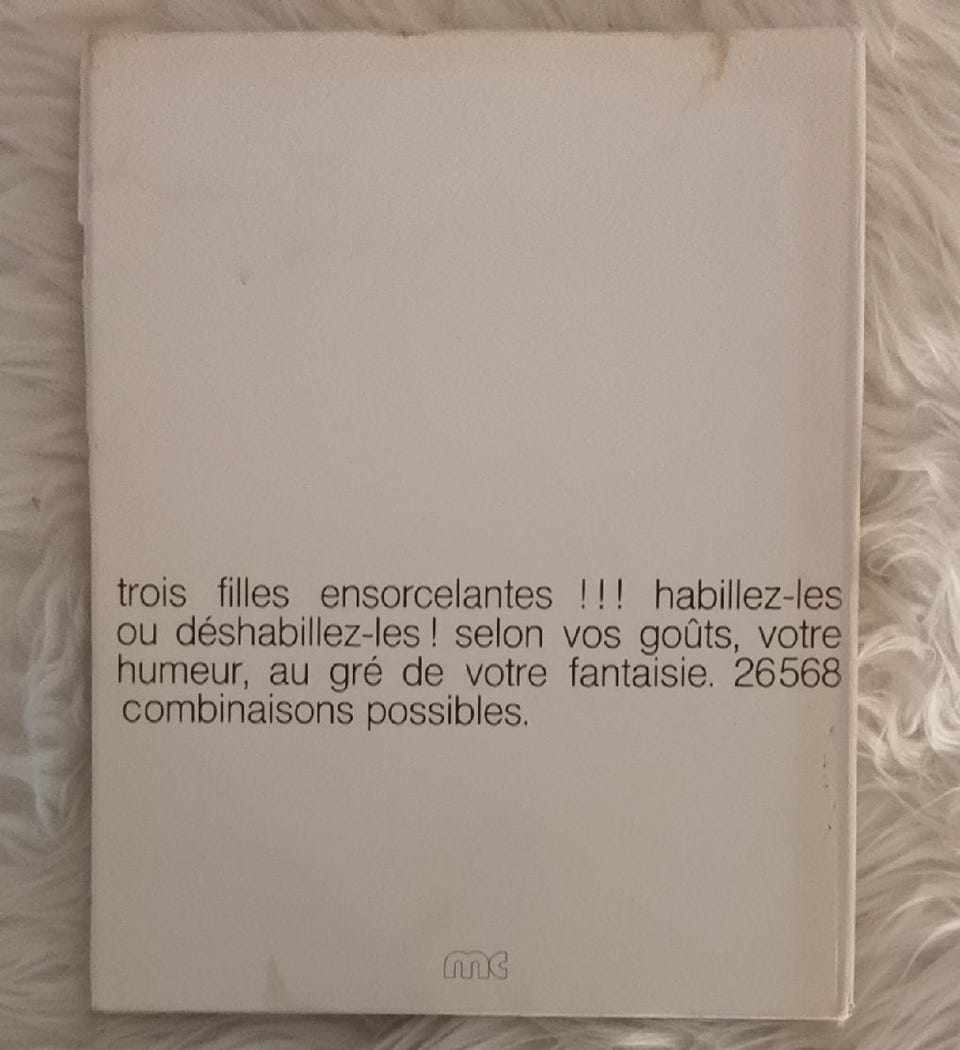 trois filles ensorcelantes !!! habillez-les
ou déshabillez-les ! selon vos goûts, votre
humeur, au gré de votre fantaisie. 26568
combinaisons possibles.
mc